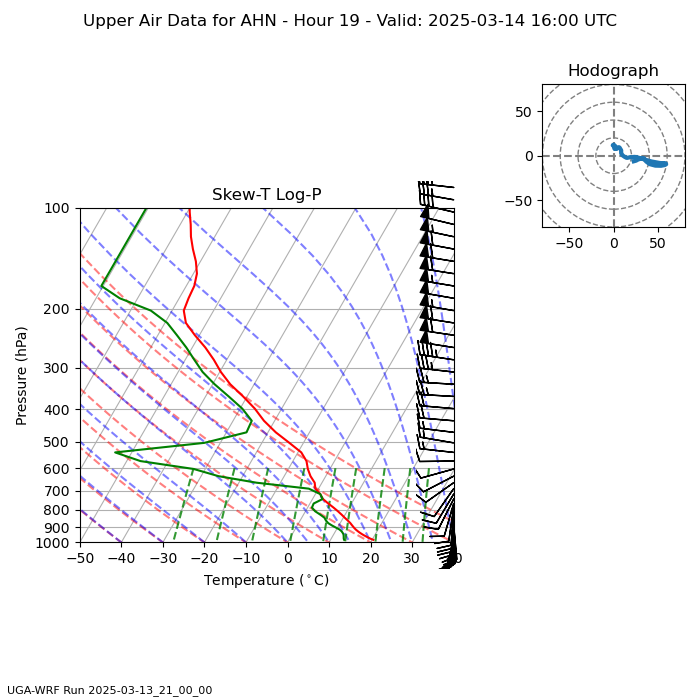 Upper Air Data for AHN - Hour 19 - Valid: 2025-03-14 16:00 UTC
Hodograph
50
0
−50
−50 0 50
Skew-T Log-P
100
200
300
400
500
600
700
800
900
1000
Pressure (hPa)
−50 −40 −30 −20 −10 0 10 20 30
Temperature (°C)
UGA-WRF Run 2025-03-13_21_00_00